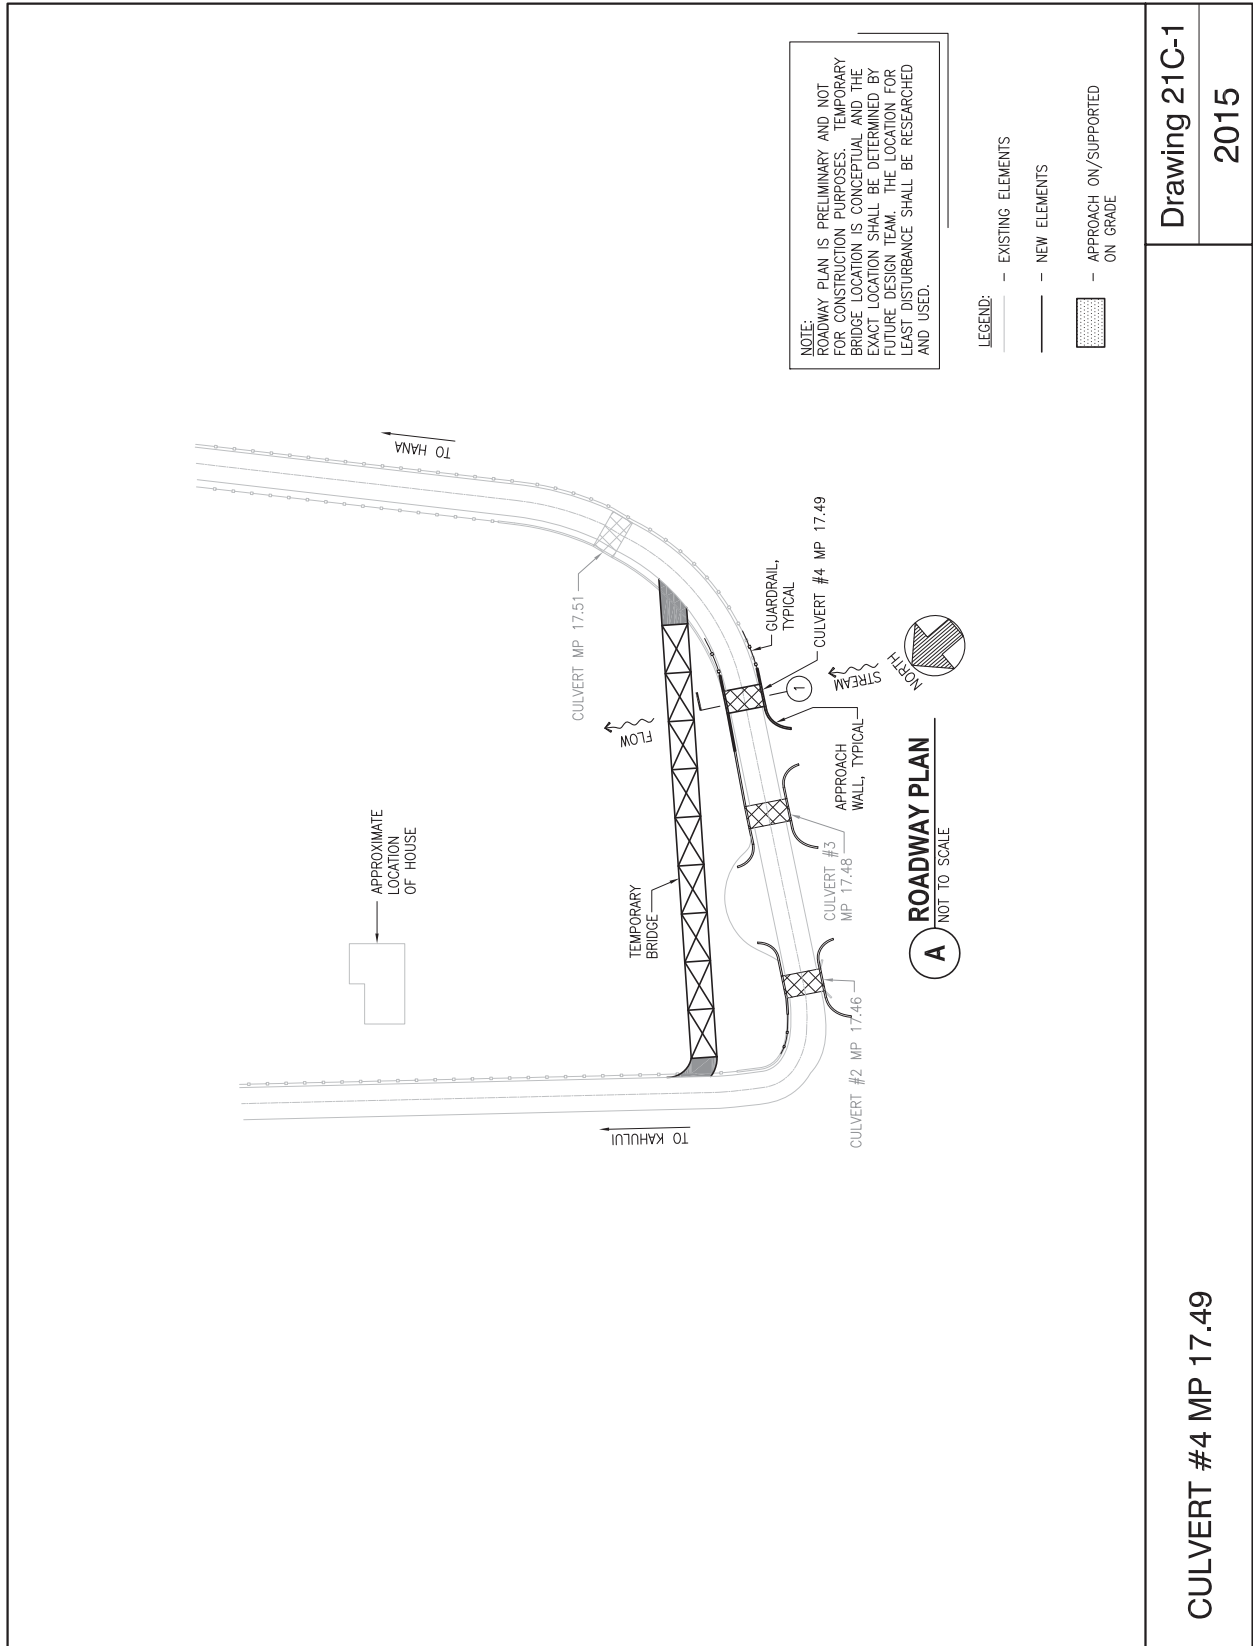 TO HANA
CULVERT MP 17.51
FLOW
APPROXIMATE
LOCATION
OF HOUSE
TEMPORARY
BRIDGE
TO KAHULUI
GUARDRAIL,
TYPICAL
CULVERT #4 MP 17.49
1
STREAM
NORTH
APPROACH
WALL, TYPICAL
CULVERT #3
MP 17.48
CULVERT #2 MP 17.46
A
ROADWAY PLAN
NOT TO SCALE
NOTE:
ROADWAY PLAN IS PRELIMINARY AND NOT
FOR CONSTRUCTION PURPOSES. TEMPORARY
BRIDGE LOCATION IS CONCEPTUAL AND THE
EXACT LOCATION SHALL BE DETERMINED BY
FUTURE DESIGN TEAM. THE LOCATION FOR
LEAST DISTURBANCE SHALL BE RESEARCHED
AND USED.
LEGEND:
- EXISTING ELEMENTS
- NEW ELEMENTS
- APPROACH ON/SUPPORTED
ON GRADE
CULVERT #4 MP 17.49
Drawing 21C-1
2015